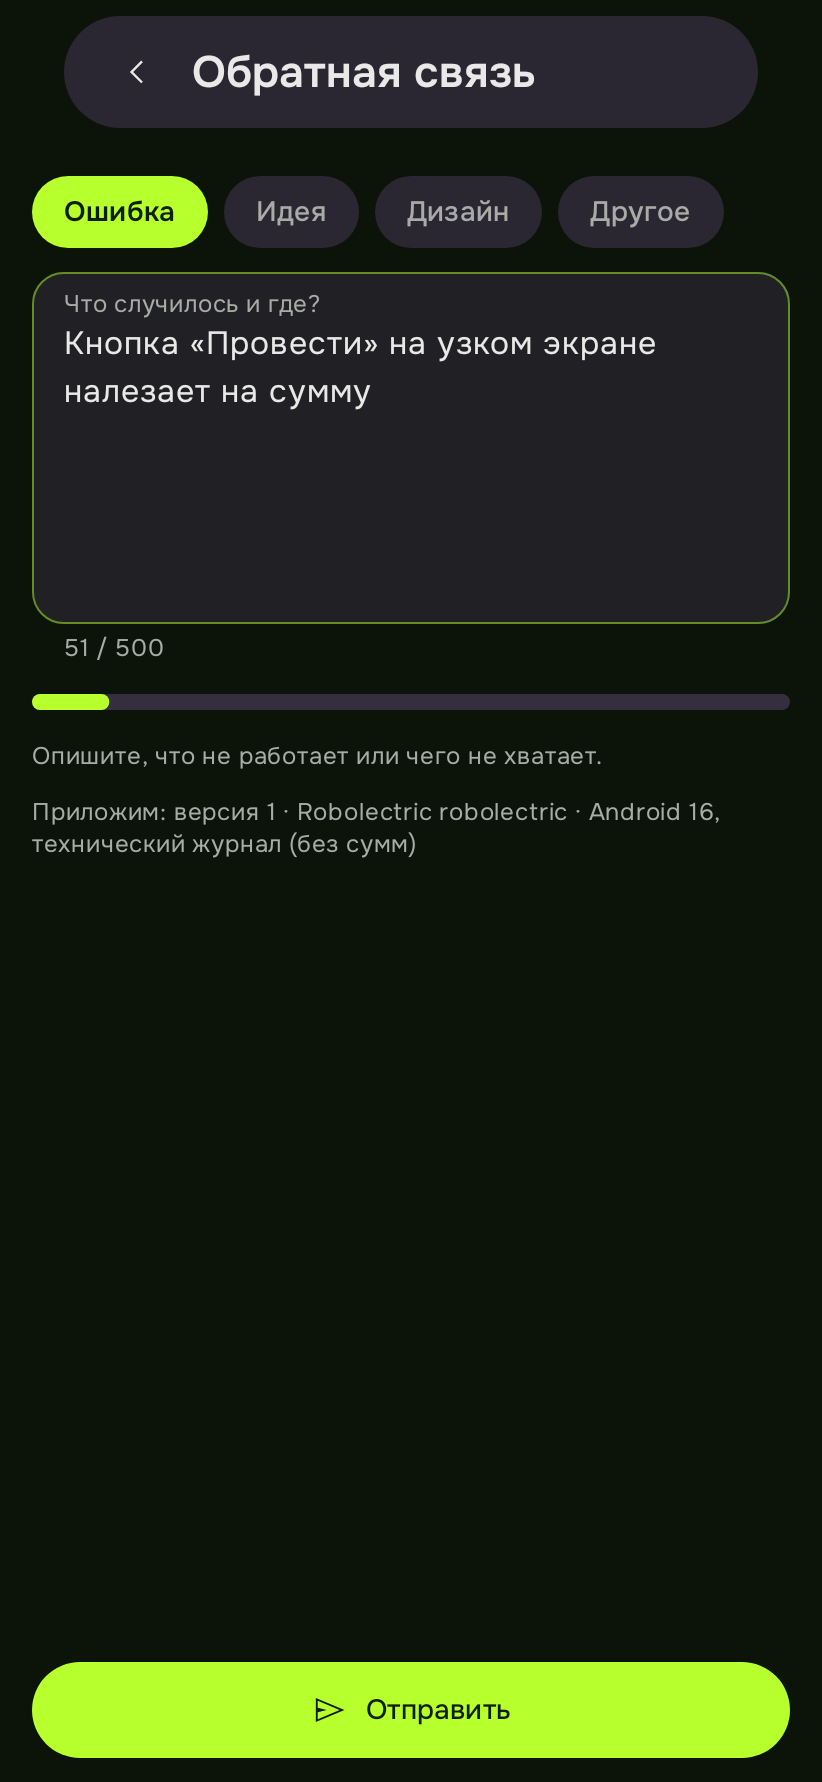 Обратная связь
Ошибка
Идея
Дизайн
Другое
Что случилось и где?
Кнопка «Провести» на узком экране
налезает на сумму
51 / 500
Опишите, что не работает или чего не хватает.
Приложим: версия 1 · Robolectric robolectric · Android 16,
технический журнал (без сумм)
Отправить